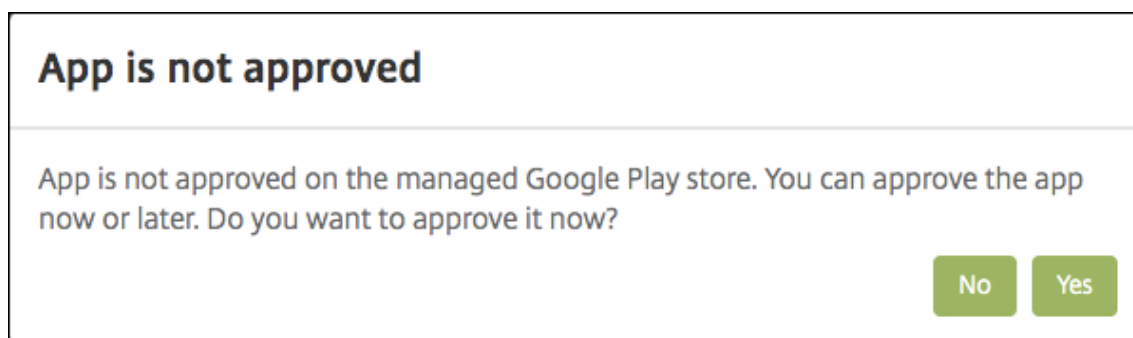 App is not approved
App is not approved on the managed Google Play store. You can approve the app
now or later. Do you want to approve it now?
No Yes